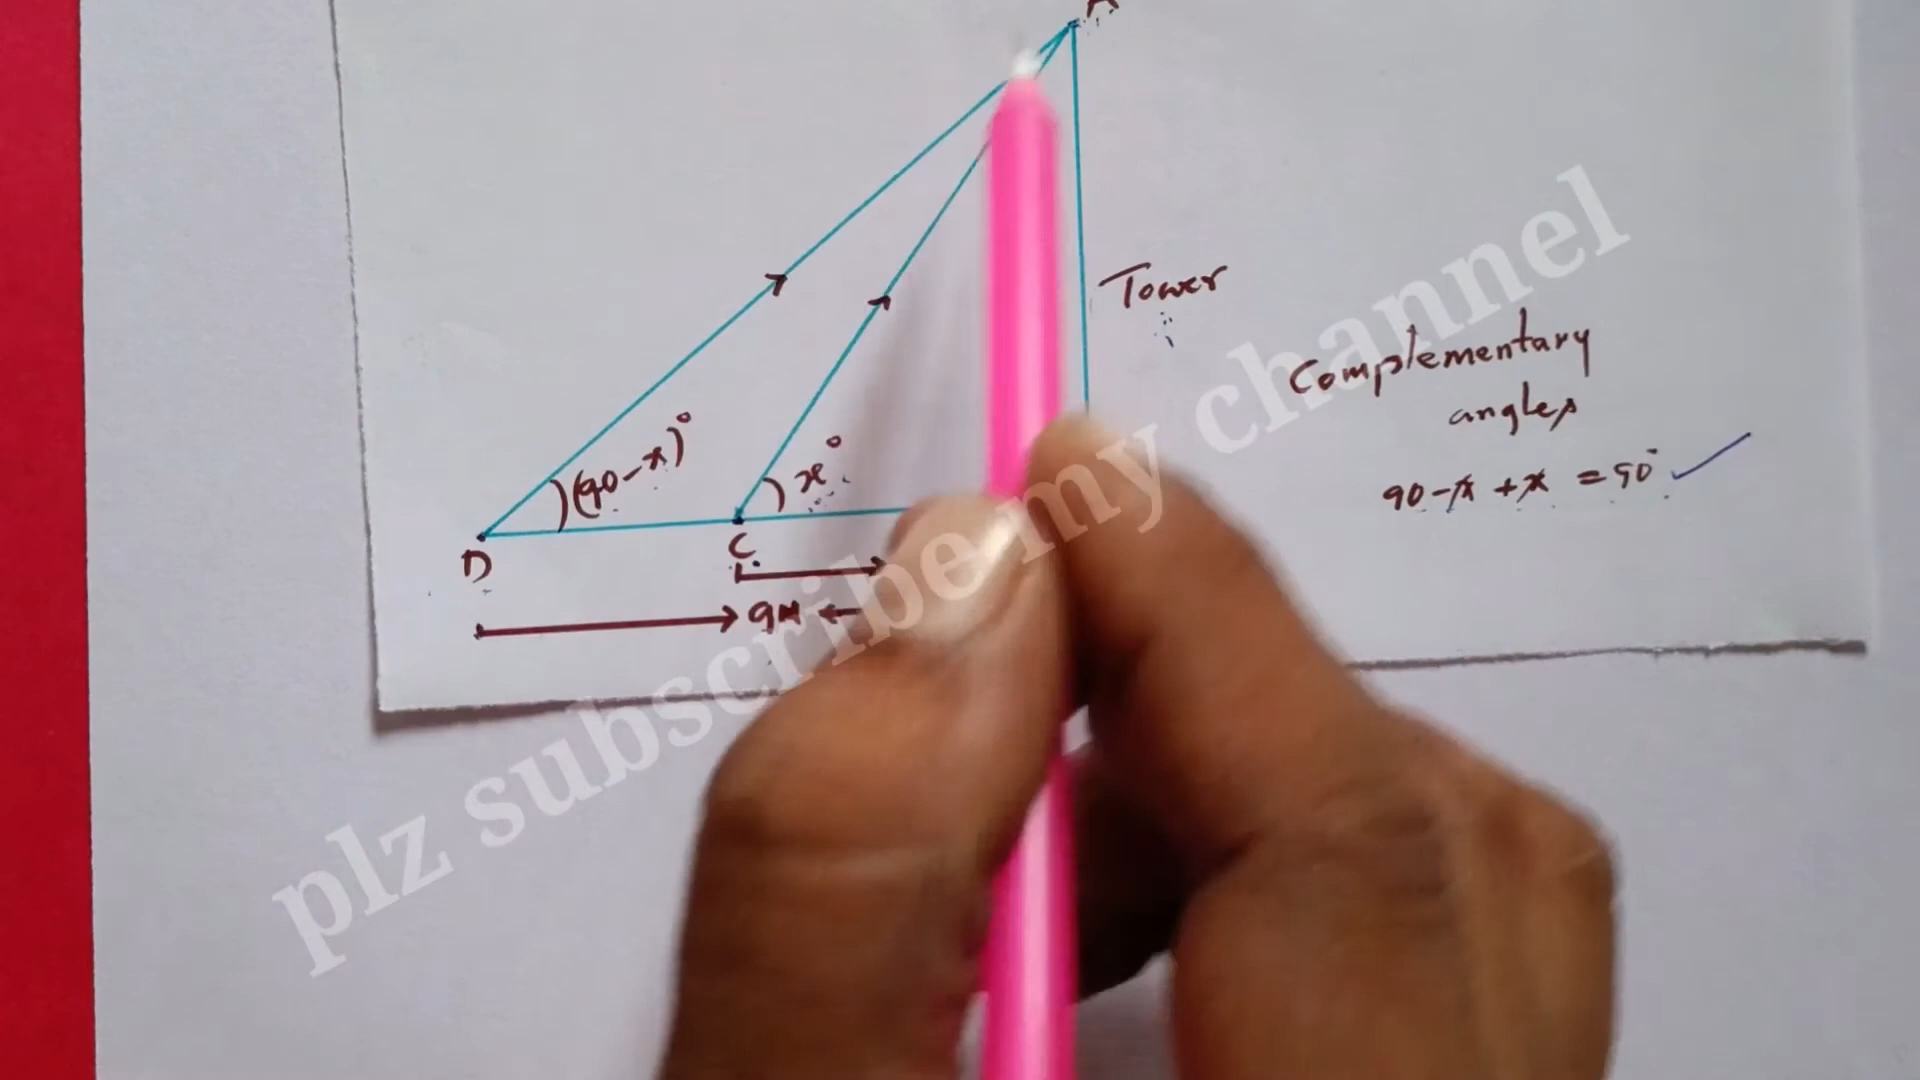 A
Tower
Complementary
angles
90-x+x = 90°
(90-x)°
x°
D
C
9M
plz subscribe my channel